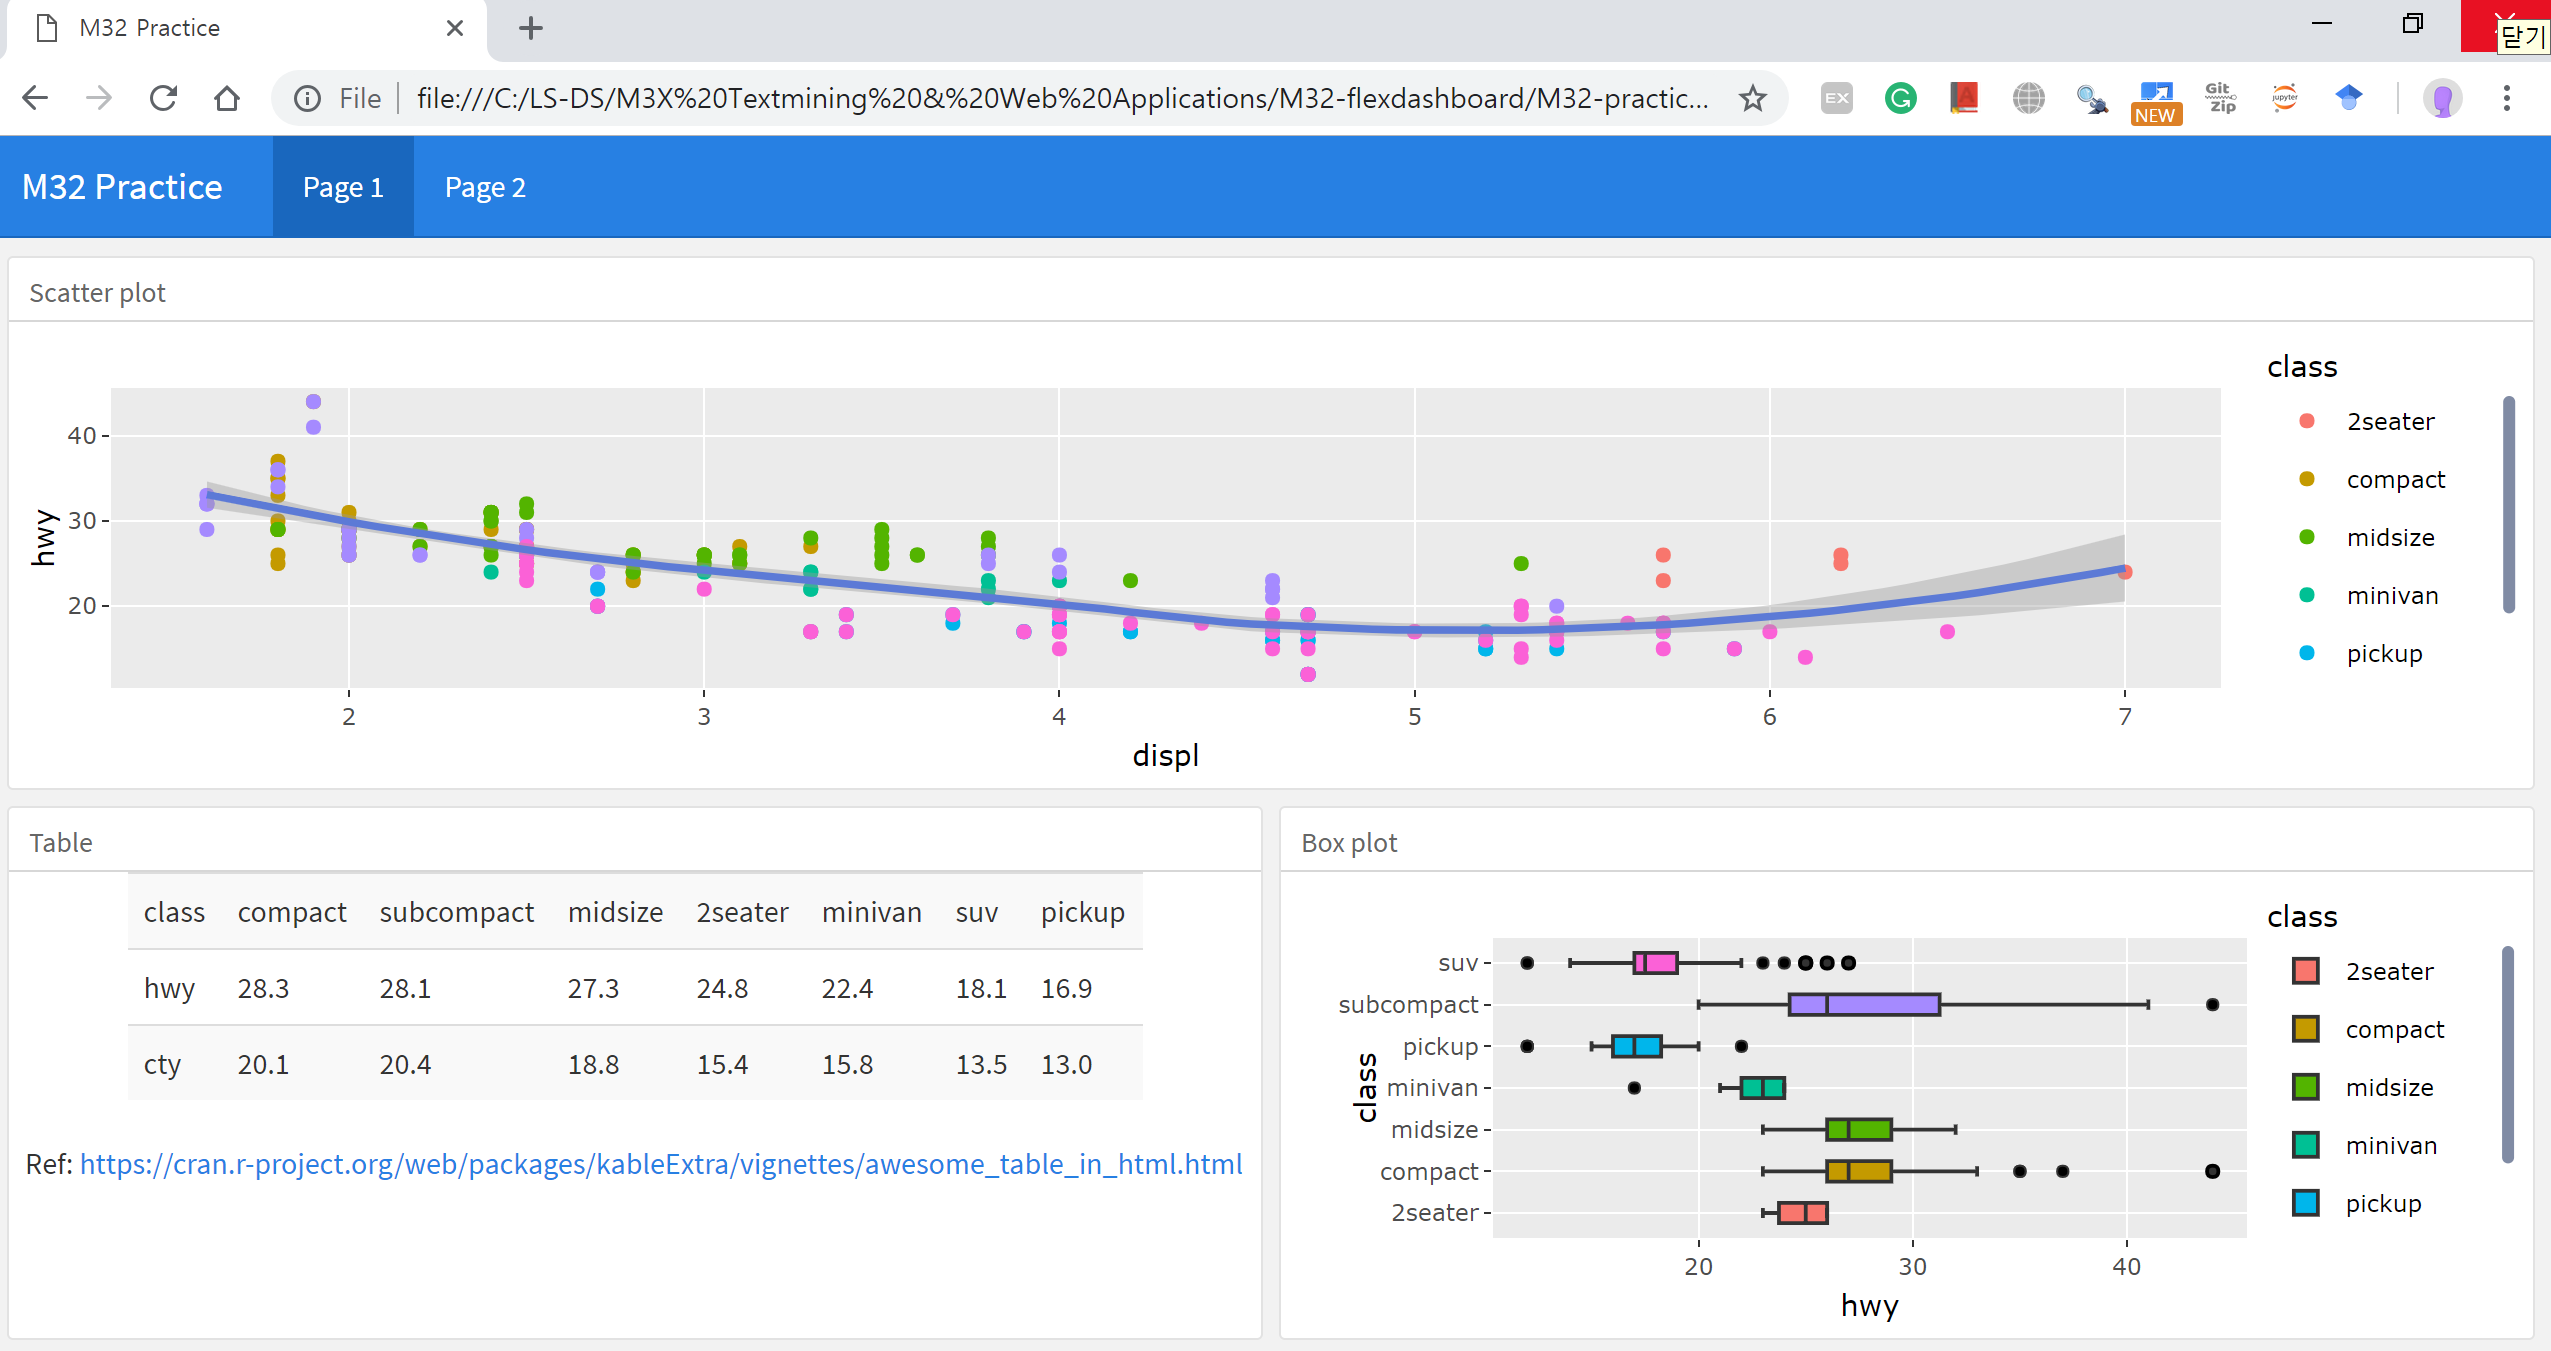 M32 Practice
닫기
File file:///C:/LS-DS/M3X%20Textmining%20&%20Web%20Applications/M32-flexdashboard/M32-practic...
EX
A
NEW
Git Zip
jupyter
M32 Practice Page 1 Page 2
Scatter plot
class
2seater
compact
midsize
minivan
pickup
hwy
40
30
20
2 3 4 5 6 7
displ
Table
class compact subcompact midsize 2seater minivan suv pickup
hwy 28.3 28.1 27.3 24.8 22.4 18.1 16.9
cty 20.1 20.4 18.8 15.4 15.8 13.5 13.0
Ref: https://cran.r-project.org/web/packages/kableExtra/vignettes/awesome_table_in_html.html
Box plot
class
suv
subcompact
pickup
minivan
midsize
compact
2seater
20 30 40
hwy
class
2seater
compact
midsize
minivan
pickup